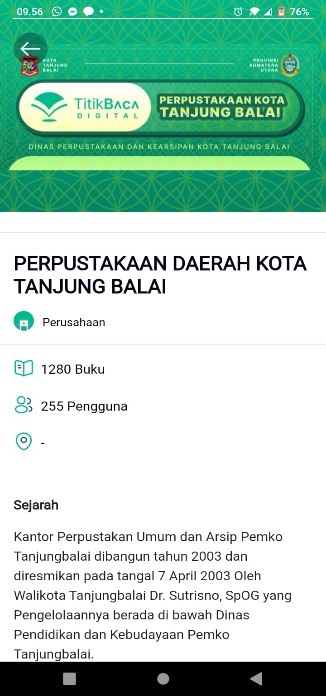 09.56
76%
KOTA
TANJUNG
BALAI
PROVINSI
SUMATERA
UTARA
TitikBACA
DIGITAL
PERPUSTAKAAN KOTA
TANJUNG BALAI
DINAS PERPUSTAKAAN DAN KEARSIPAN KOTA TANJUNG BALAI
PERPUSTAKAAN DAERAH KOTA
TANJUNG BALAI
Perusahaan
1280 Buku
255 Pengguna
-
Sejarah
Kantor Perpustakan Umum dan Arsip Pemko
Tanjungbalai dibangun tahun 2003 dan
diresmikan pada tangal 7 April 2003 Oleh
Walikota Tanjungbalai Dr. Sutrisno, SpOG yang
Pengelolaannya berada di bawah Dinas
Pendidikan dan Kebudayaan Pemko
Tanjungbalai.